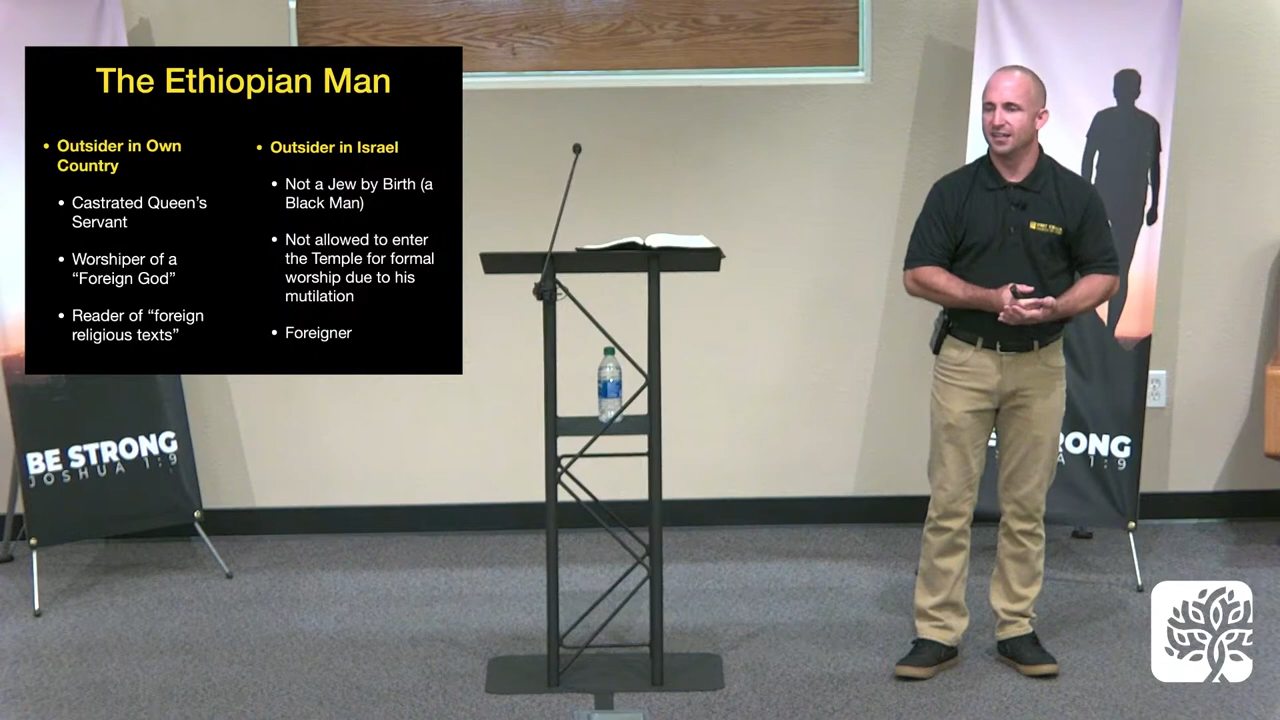 The Ethiopian Man
• Outsider in Own
Country
• Castrated Queen’s
Servant
• Worshiper of a
“Foreign God”
• Reader of “foreign
religious texts”
• Outsider in Israel
• Not a Jew by Birth (a
Black Man)
• Not allowed to enter
the Temple for formal
worship due to his
mutilation
• Foreigner
BE STRONG
JOSHUA 1:9
RONG
A 1:9